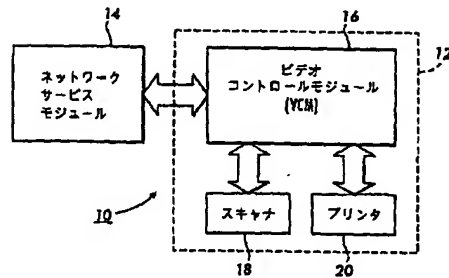 14
16
12
ネットワーク
サービス
モジュール
ビデオ
コントロールモジュール
(VCM)
スキャナ
プリンタ
10
18
20